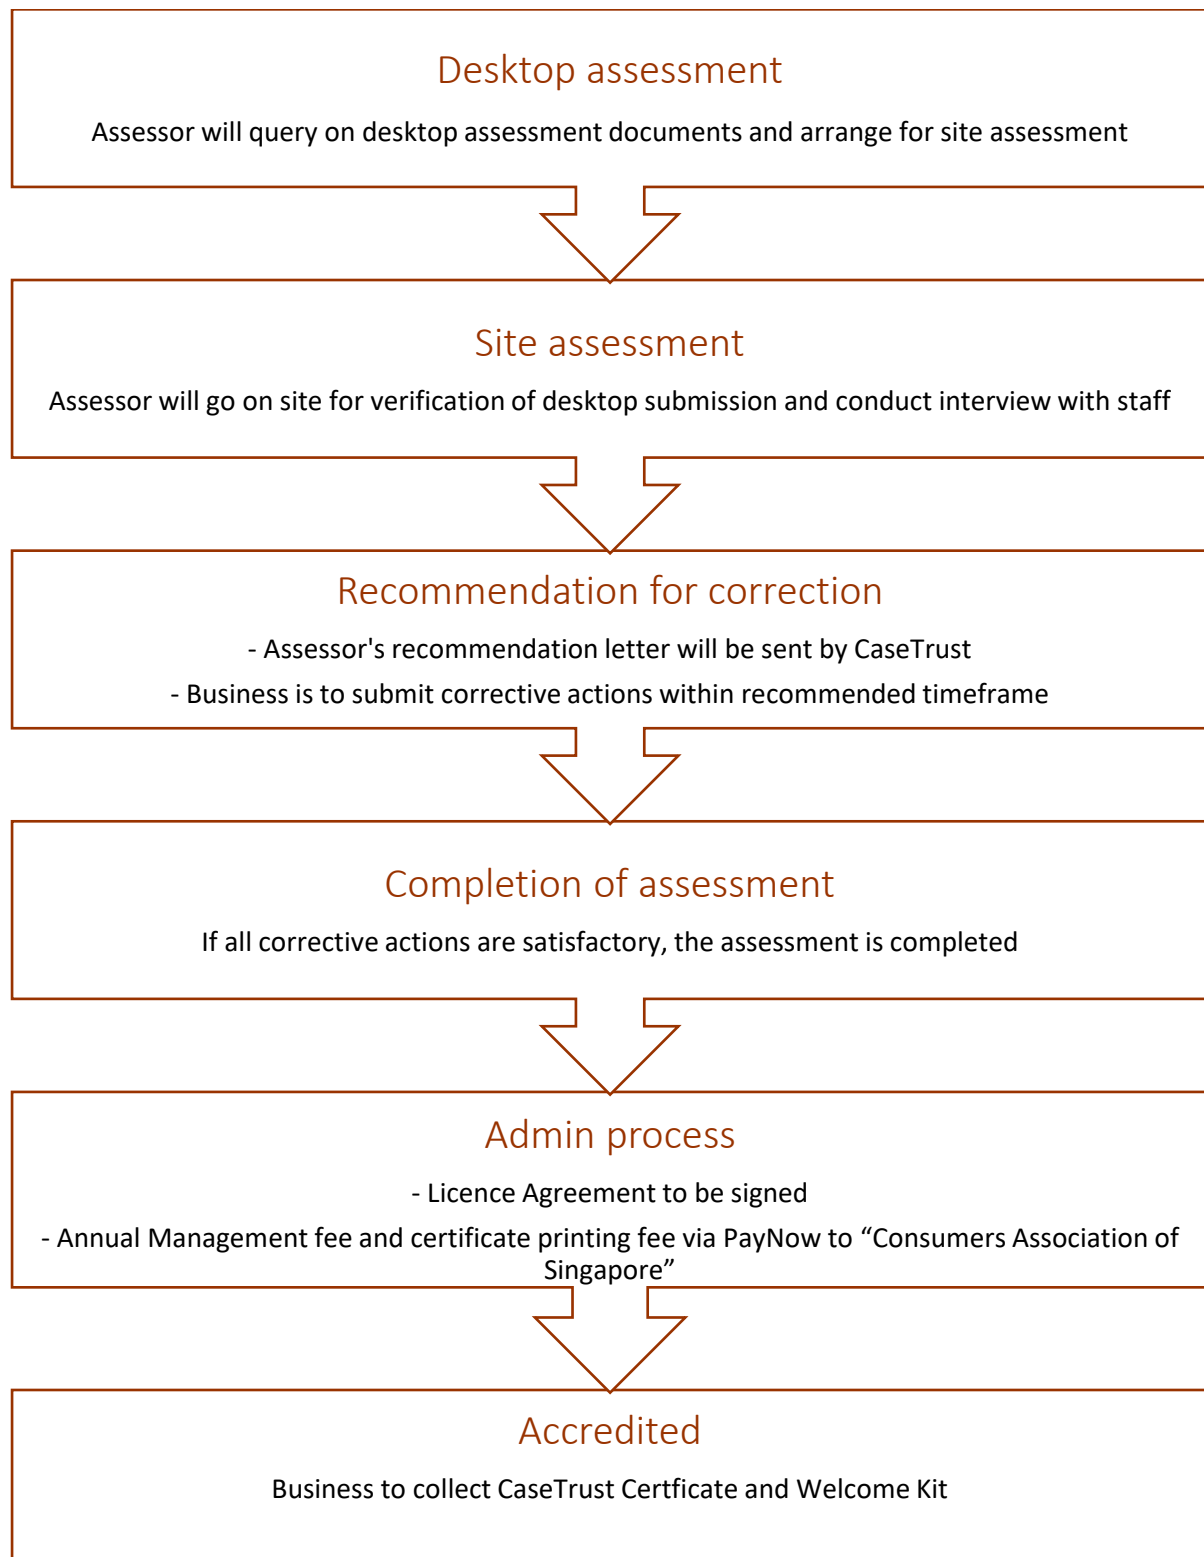 Desktop assessment
Assessor will query on desktop assessment documents and arrange for site assessment
Site assessment
Assessor will go on site for verification of desktop submission and conduct interview with staff
Recommendation for correction
- Assessor's recommendation letter will be sent by CaseTrust
- Business is to submit corrective actions within recommended timeframe
Completion of assessment
If all corrective actions are satisfactory, the assessment is completed
Admin process
- Licence Agreement to be signed
- Annual Management fee and certificate printing fee via PayNow to “Consumers Association of
Singapore”
Accredited
Business to collect CaseTrust Certficate and Welcome Kit